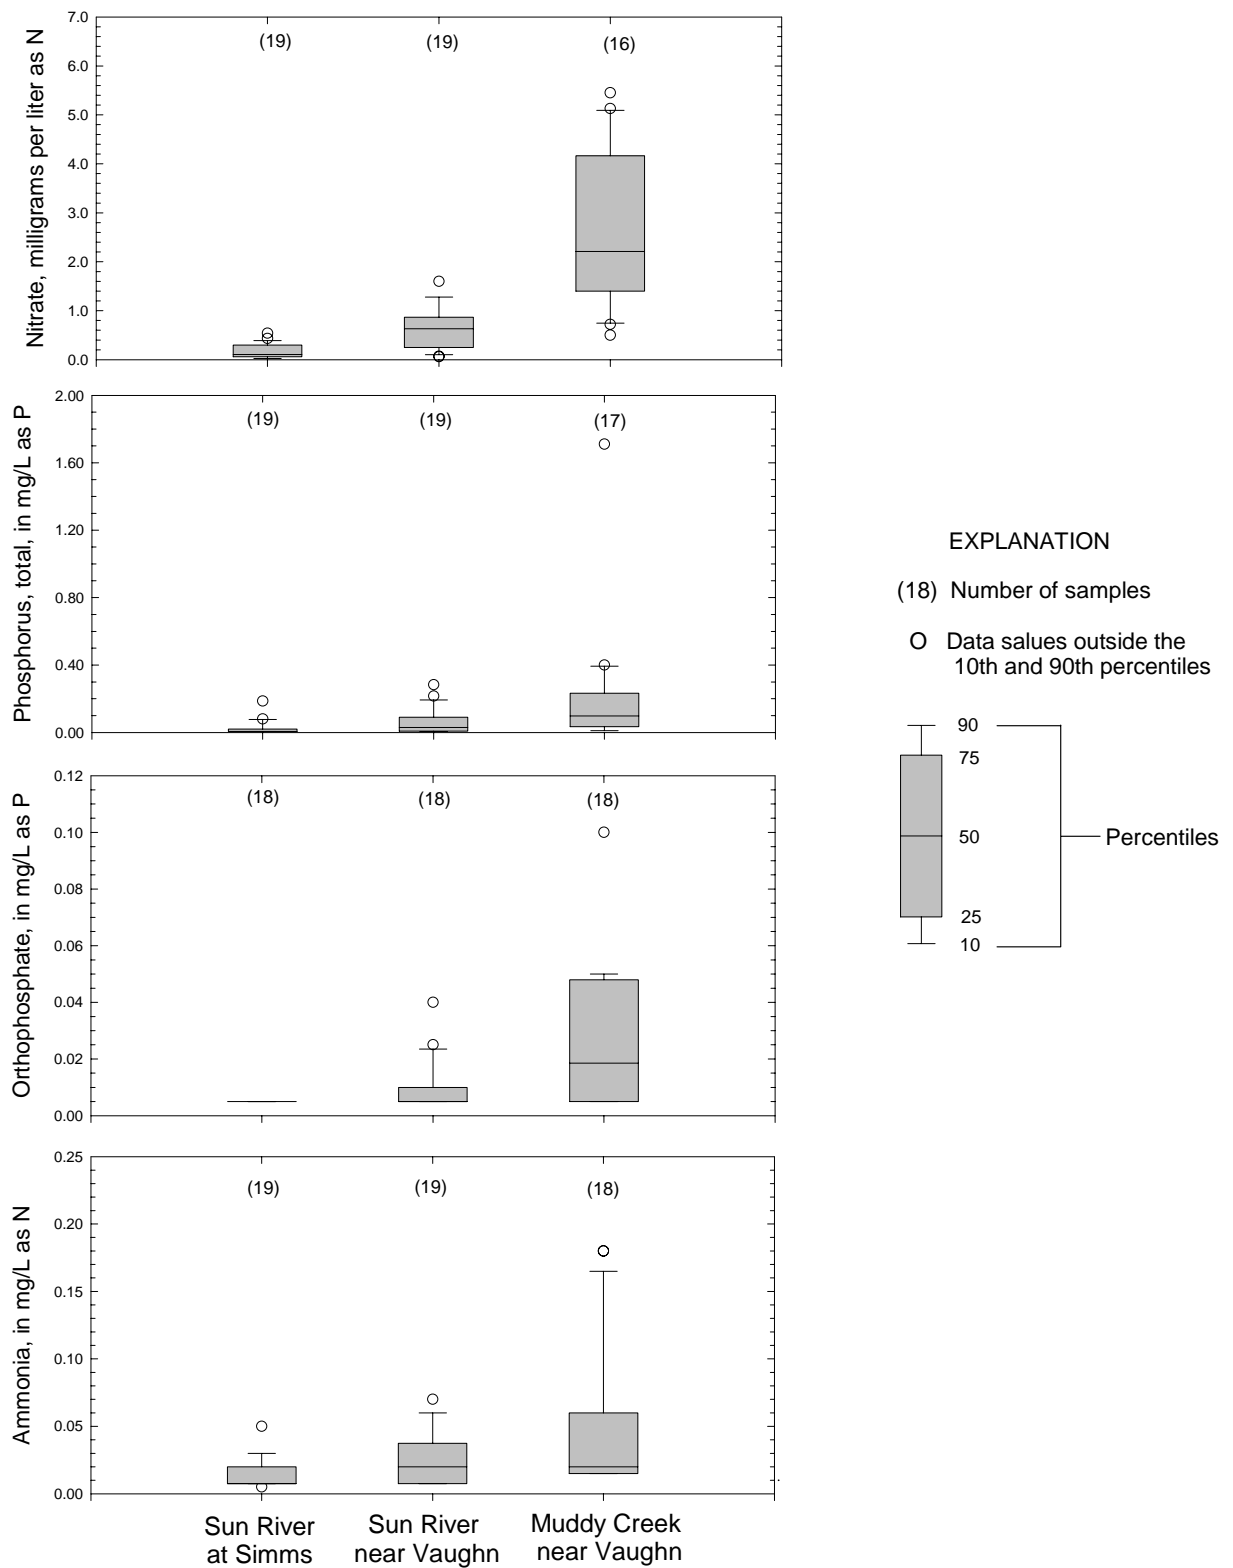 Nitrate, milligrams per liter as N
7.0
6.0
5.0
4.0
3.0
2.0
1.0
0.0
(19)
(19)
(16)
Phosphorus, total, in mg/L as P
2.00
1.60
1.20
0.80
0.40
0.00
(19)
(19)
(17)
Orthophosphate, in mg/L as P
0.12
0.10
0.08
0.06
0.04
0.02
0.00
(18)
(18)
(18)
Ammonia, in mg/L as N
0.25
0.20
0.15
0.10
0.05
0.00
(19)
(19)
(18)
Sun River
at Simms
Sun River
near Vaughn
Muddy Creek
near Vaughn
EXPLANATION
(18) Number of samples
O Data salues outside the
10th and 90th percentiles
90
75
50
25
10
Percentiles